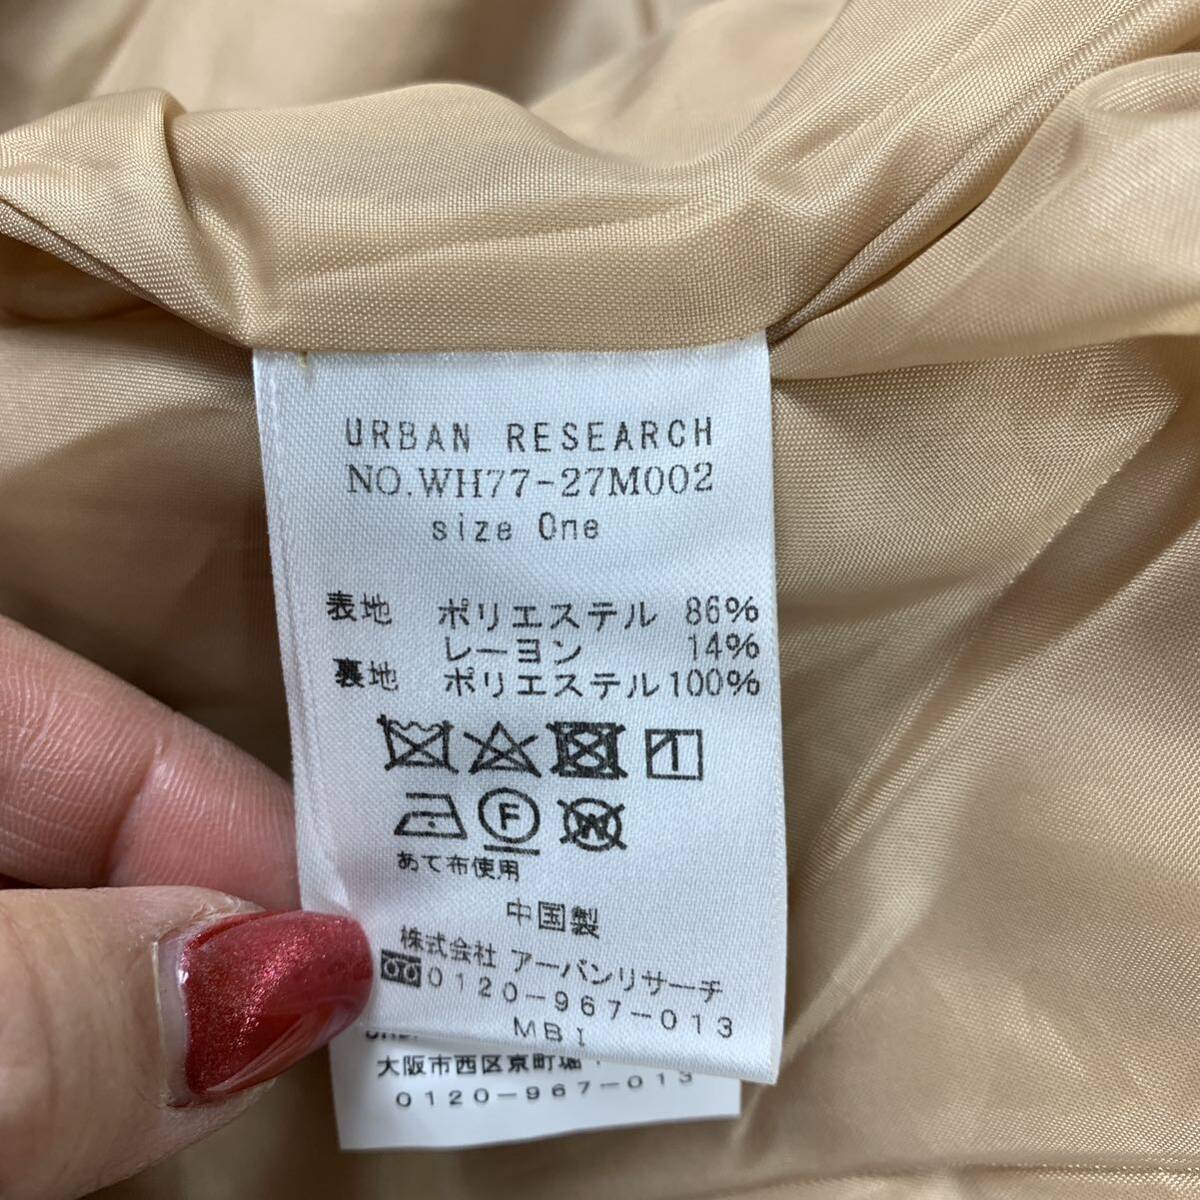 URBAN RESEARCH
NO.WH77-27M002
size One
表地 ポリエステル 86%
レーヨン 14%
裏地 ポリエステル 100%
F
W
あて布使用
中国製
株式会社 アーバンリサーチ
0120-967-013
MBI
大阪市西区京町堀
0120-967-013